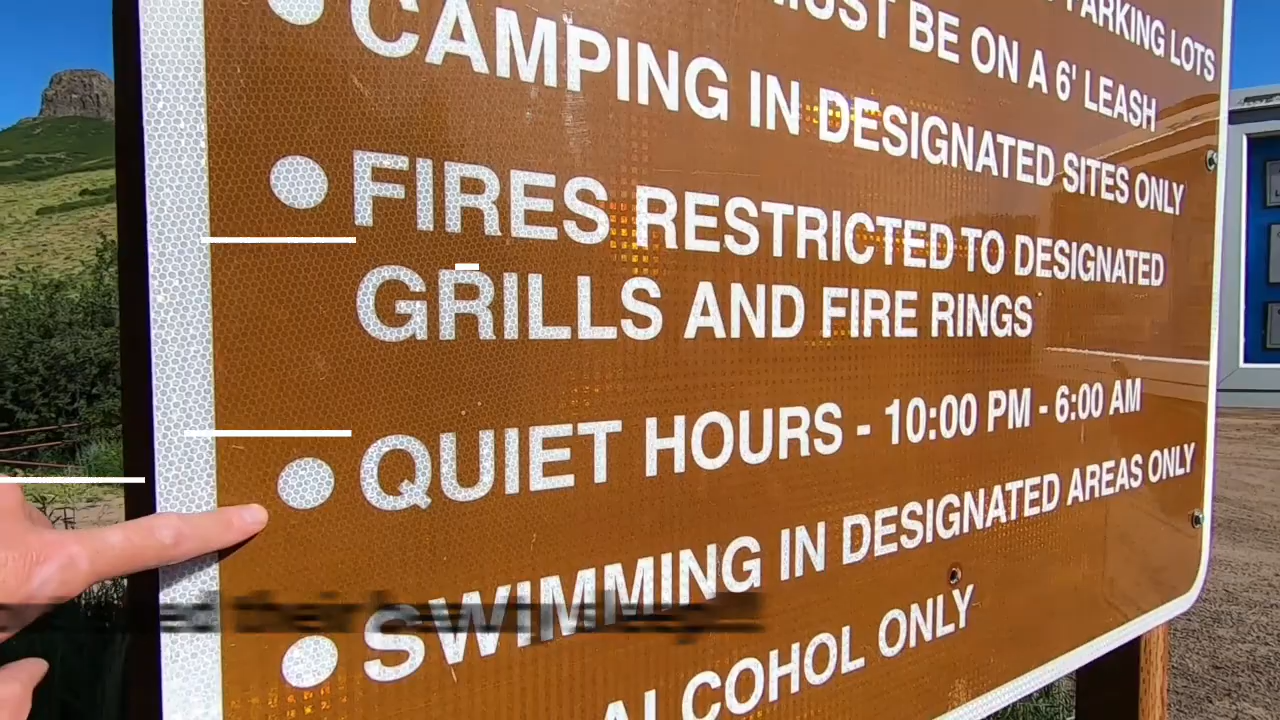 PARKING LOTS
MUST BE ON A 6' LEASH
CAMPING IN DESIGNATED SITES ONLY
FIRES RESTRICTED TO DESIGNATED
GRILLS AND FIRE RINGS
QUIET HOURS - 10:00 PM - 6:00 AM
SWIMMING IN DESIGNATED AREAS ONLY
ALCOHOL ONLY